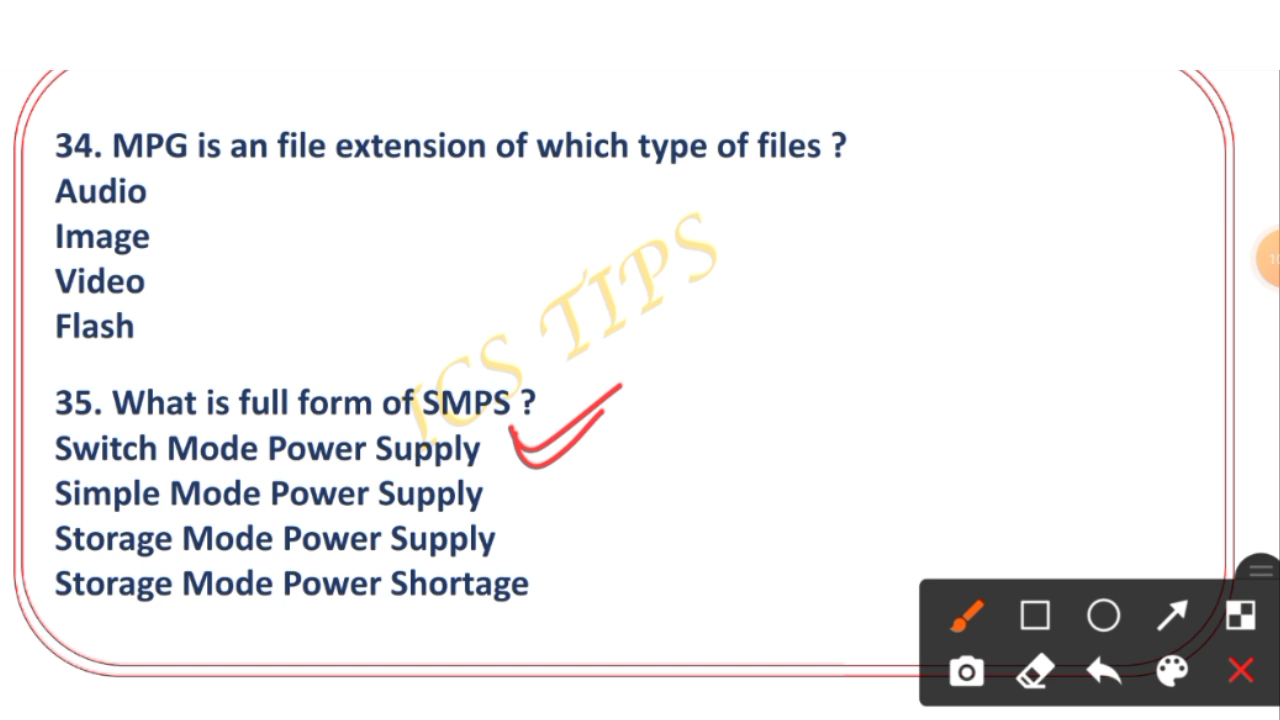 34. MPG is an file extension of which type of files ?
Audio
Image
Video
Flash
ICS TIPS
35. What is full form of SMPS ?
Switch Mode Power Supply
Simple Mode Power Supply
Storage Mode Power Supply
Storage Mode Power Shortage